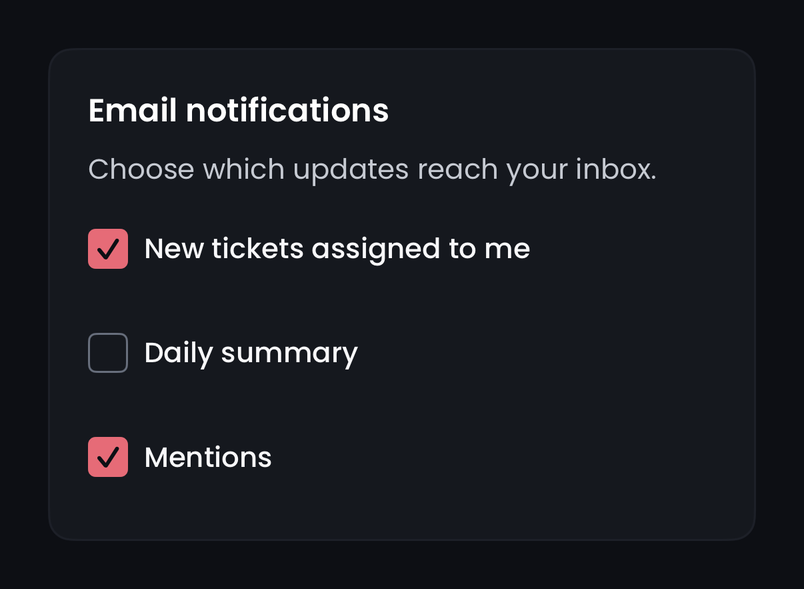 Email notifications
Choose which updates reach your inbox.
New tickets assigned to me
Daily summary
Mentions